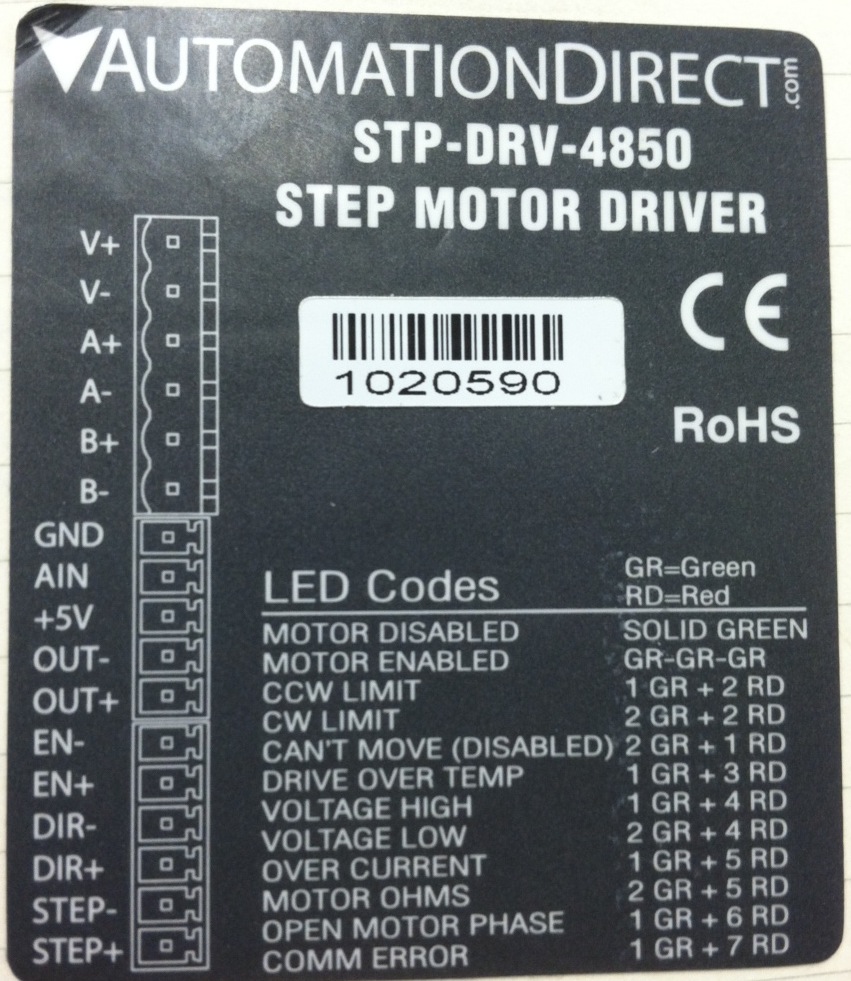 AUTOMATIONDIRECT.com
STP-DRV-4850
STEP MOTOR DRIVER
CE
1020590
RoHS
V+
V-
A+
A-
B+
B-
GND
AIN
+5V
OUT-
OUT+
EN-
EN+
DIR-
DIR+
STEP-
STEP+
LED Codes GR=Green
RD=Red
MOTOR DISABLED SOLID GREEN
MOTOR ENABLED GR-GR-GR
CCW LIMIT 1 GR + 2 RD
CW LIMIT 2 GR + 2 RD
CAN'T MOVE (DISABLED) 2 GR + 1 RD
DRIVE OVER TEMP 1 GR + 3 RD
VOLTAGE HIGH 1 GR + 4 RD
VOLTAGE LOW 2 GR + 4 RD
OVER CURRENT 1 GR + 5 RD
MOTOR OHMS 2 GR + 5 RD
OPEN MOTOR PHASE 1 GR + 6 RD
COMM ERROR 1 GR + 7 RD